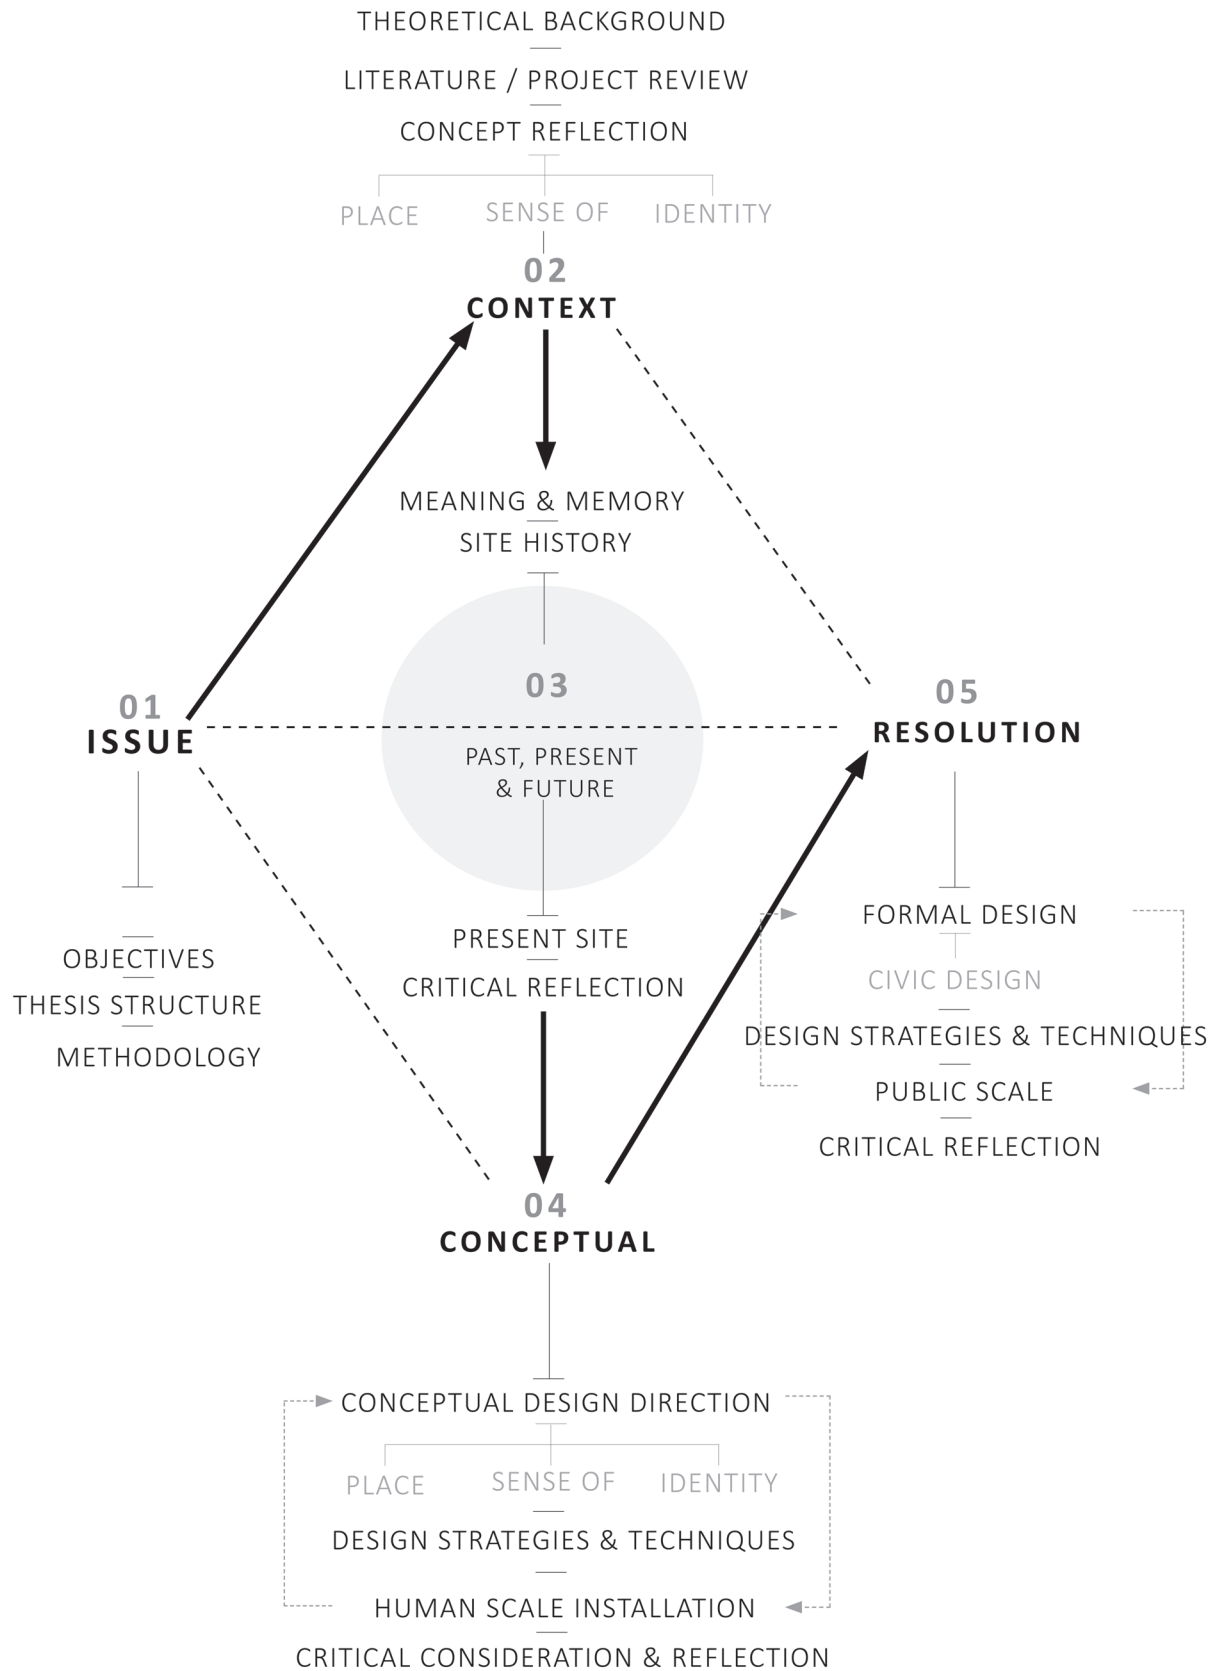 THEORETICAL BACKGROUND
LITERATURE / PROJECT REVIEW
CONCEPT REFLECTION
PLACE
SENSE OF
IDENTITY
02
CONTEXT
MEANING & MEMORY
SITE HISTORY
03
PAST, PRESENT
& FUTURE
PRESENT SITE
CRITICAL REFLECTION
01
ISSUE
OBJECTIVES
THESIS STRUCTURE
METHODOLOGY
05
RESOLUTION
FORMAL DESIGN
CIVIC DESIGN
DESIGN STRATEGIES & TECHNIQUES
PUBLIC SCALE
CRITICAL REFLECTION
04
CONCEPTUAL
CONCEPTUAL DESIGN DIRECTION
PLACE
SENSE OF
IDENTITY
DESIGN STRATEGIES & TECHNIQUES
HUMAN SCALE INSTALLATION
CRITICAL CONSIDERATION & REFLECTION